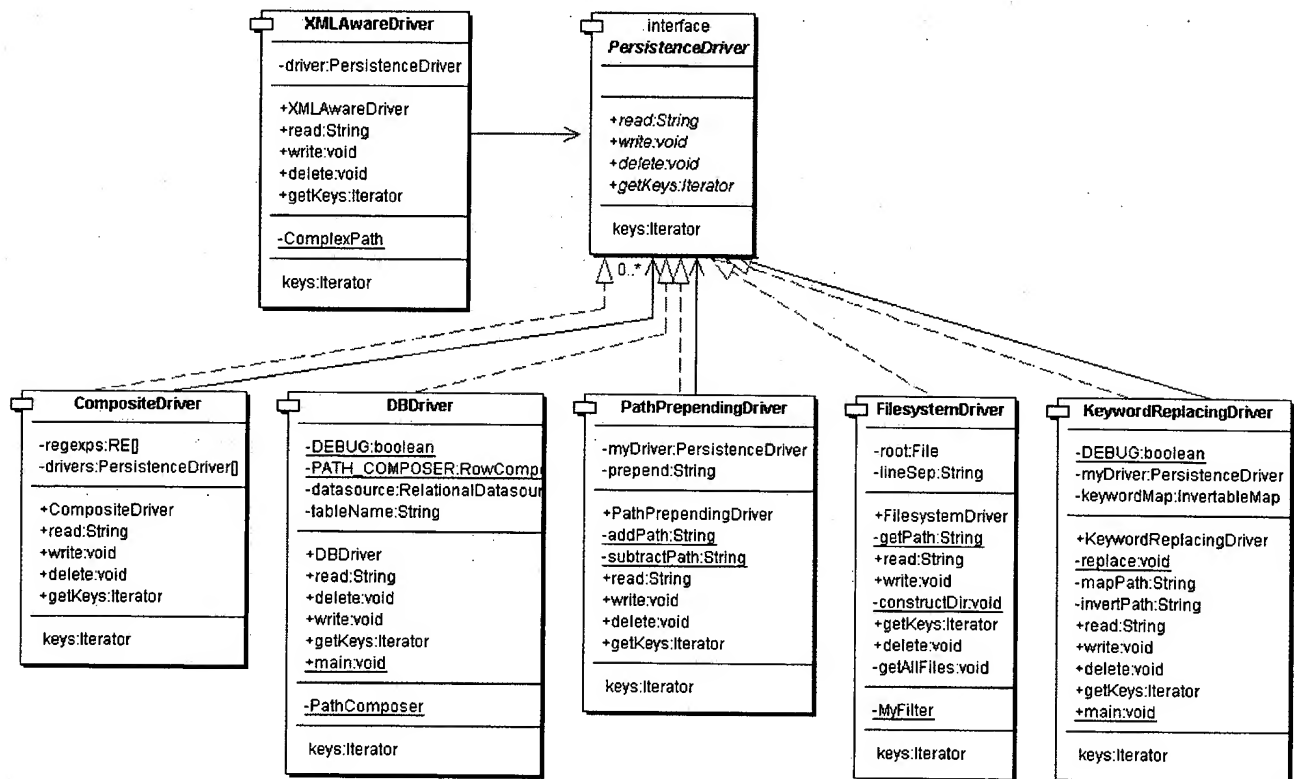 XMLAwareDriver
-driver:PersistenceDriver
+XMLAwareDriver
+read:String
+write:void
+delete:void
+getKeys:Iterator
-ComplexPath
keys:Iterator
interface
PersistenceDriver
+read:String
+write:void
+delete:void
+getKeys:Iterator
keys:Iterator
0..*
CompositeDriver
-regexps:RE[]
-drivers:PersistenceDriver[]
+CompositeDriver
+read:String
+write:void
+delete:void
+getKeys:Iterator
keys:Iterator
DBDriver
-DEBUG:boolean
-PATH_COMPOSER:RowCompo
-datasource:RelationalDatasour
-tableName:String
+DBDriver
+read:String
+delete:void
+write:void
+getKeys:Iterator
+main:void
-PathComposer
keys:Iterator
PathPrependingDriver
-myDriver:PersistenceDriver
-prepend:String
+PathPrependingDriver
-addPath:String
-subtractPath:String
+read:String
+write:void
+delete:void
+getKeys:Iterator
keys:Iterator
FilesystemDriver
-root:File
-lineSep:String
+FilesystemDriver
-getPath:String
+read:String
+write:void
-constructDir:void
+getKeys:Iterator
+delete:void
-getAllFiles:void
-MyFilter
keys:Iterator
KeywordReplacingDriver
-DEBUG:boolean
-myDriver:PersistenceDriver
-keywordMap:InvertableMap
+KeywordReplacingDriver
-replace:void
-mapPath:String
-invertPath:String
+read:String
+write:void
+delete:void
+getKeys:Iterator
+main:void
keys:Iterator